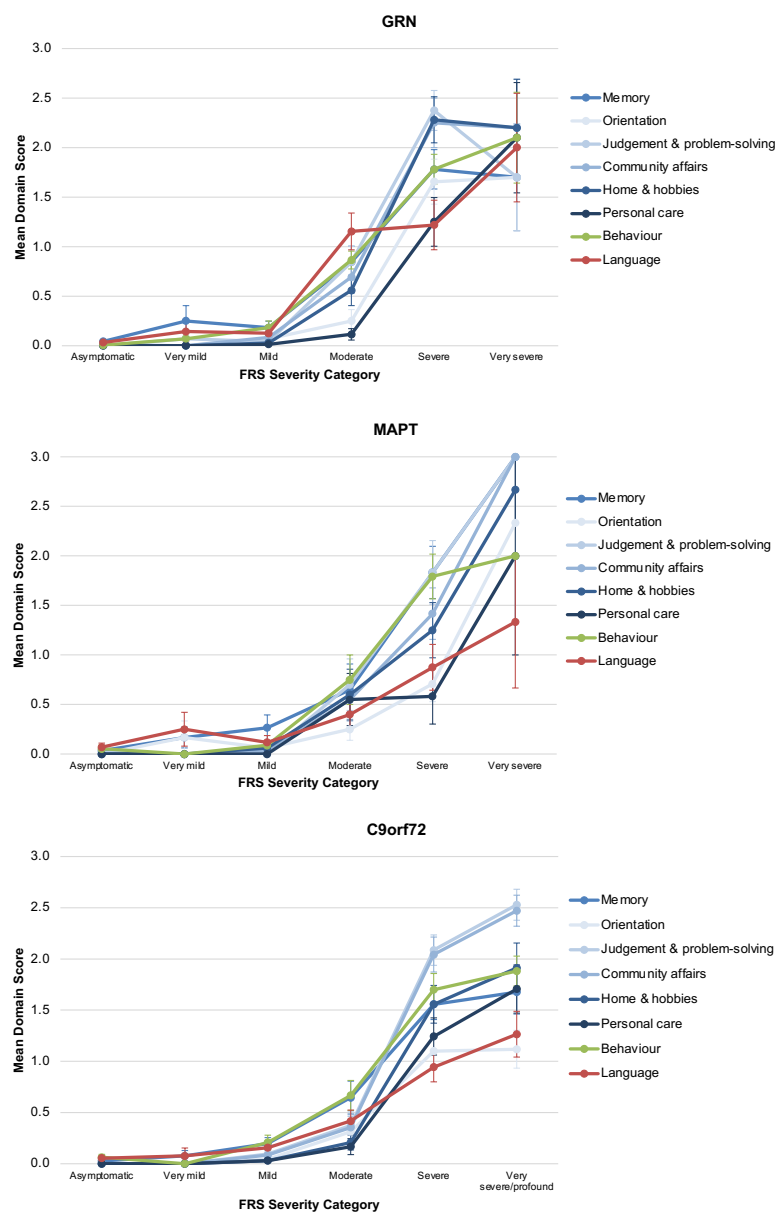 GRN
3.0
2.5
2.0
1.5
1.0
0.5
0.0
Mean Domain Score
Asymptomatic
Very mild
Mild
Moderate
Severe
Very severe
FRS Severity Category
Memory
Orientation
Judgement & problem-solving
Community affairs
Home & hobbies
Personal care
Behaviour
Language
MAPT
3.0
2.5
2.0
1.5
1.0
0.5
0.0
Mean Domain Score
Asymptomatic
Very mild
Mild
Moderate
Severe
Very severe
FRS Severity Category
Memory
Orientation
Judgement & problem-solving
Community affairs
Home & hobbies
Personal care
Behaviour
Language
C9orf72
3.0
2.5
2.0
1.5
1.0
0.5
0.0
Mean Domain Score
Asymptomatic
Very mild
Mild
Moderate
Severe
Very
severe/profound
FRS Severity Category
Memory
Orientation
Judgement & problem-solving
Community affairs
Home & hobbies
Personal care
Behaviour
Language